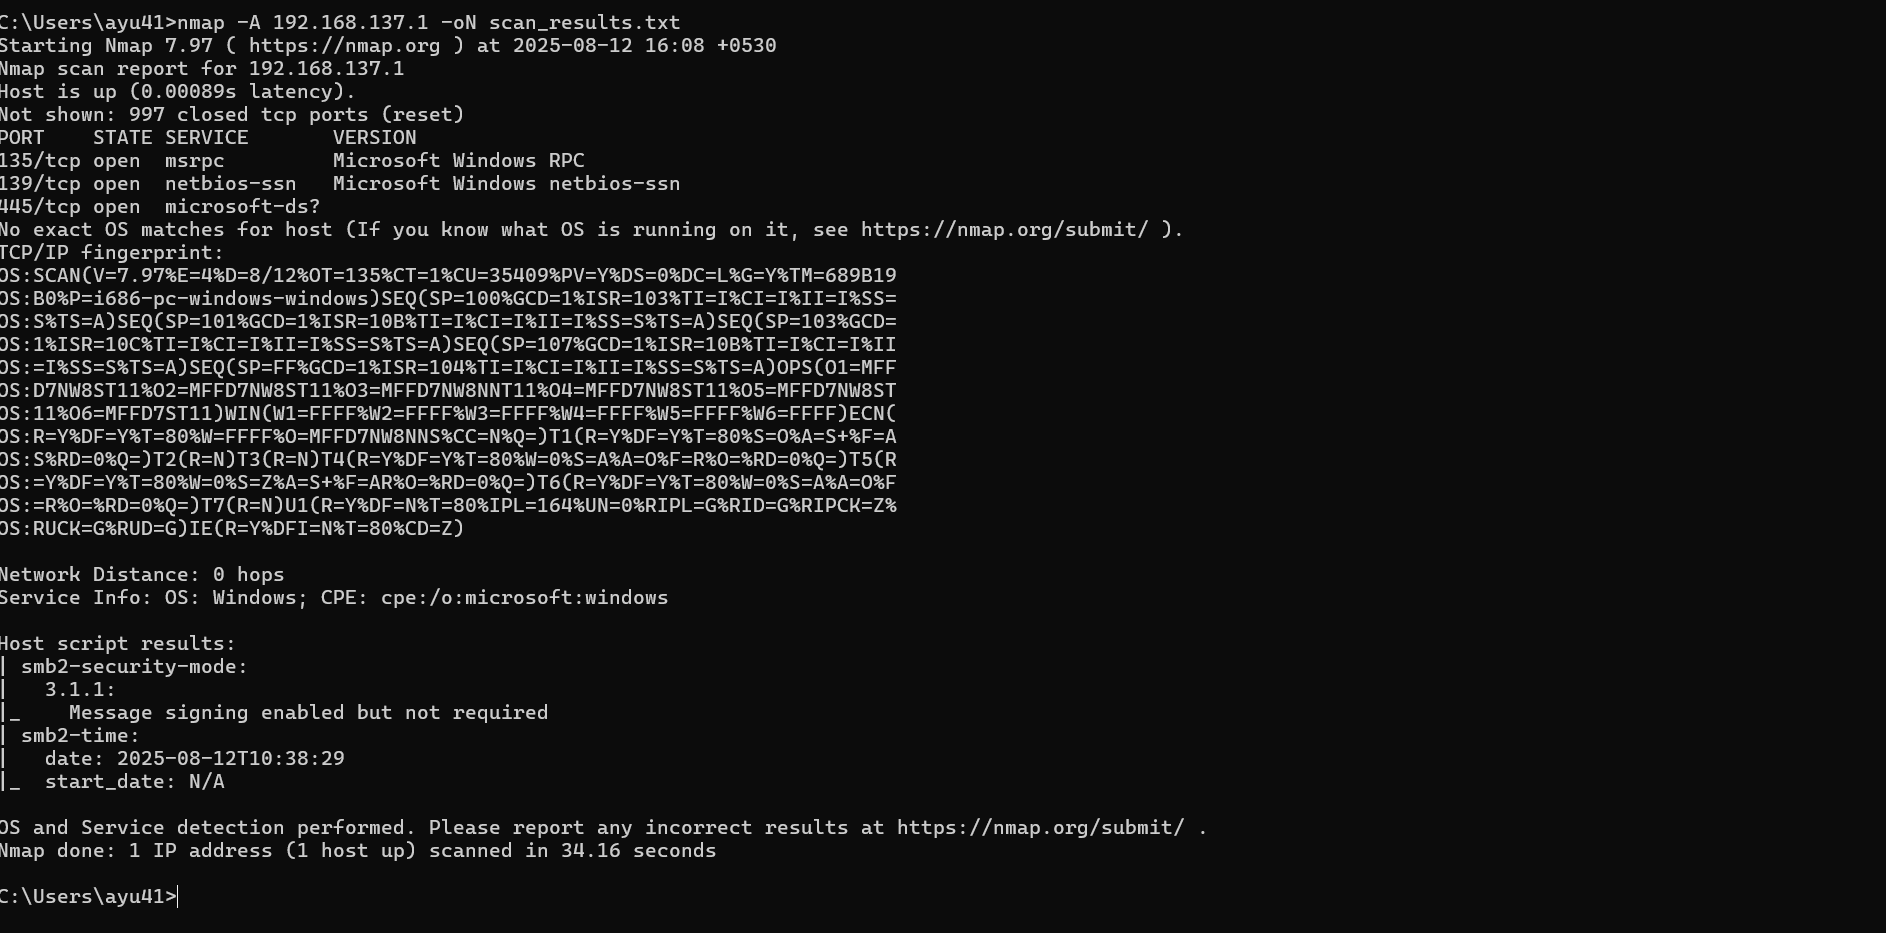 C:\Users\ayu41>nmap -A 192.168.137.1 -oN scan_results.txt
Starting Nmap 7.97 ( https://nmap.org ) at 2025-08-12 16:08 +0530
Nmap scan report for 192.168.137.1
Host is up (0.00089s latency).
Not shown: 997 closed tcp ports (reset)
PORT    STATE SERVICE       VERSION
135/tcp open  msrpc         Microsoft Windows RPC
139/tcp open  netbios-ssn   Microsoft Windows netbios-ssn
445/tcp open  microsoft-ds?
No exact OS matches for host (If you know what OS is running on it, see https://nmap.org/submit/ ).
TCP/IP fingerprint:
OS:SCAN(V=7.97%E=4%D=8/12%OT=135%CT=1%CU=35409%PV=Y%DS=0%DC=L%G=Y%TM=689B19
OS:B0%P=i686-pc-windows-windows)SEQ(SP=100%GCD=1%ISR=103%TI=I%CI=I%II=I%SS=
OS:S%TS=A)SEQ(SP=101%GCD=1%ISR=10B%TI=I%CI=I%II=I%SS=S%TS=A)SEQ(SP=103%GCD=
OS:1%ISR=10C%TI=I%CI=I%II=I%SS=S%TS=A)SEQ(SP=107%GCD=1%ISR=10B%TI=I%CI=I%II
OS:=I%SS=S%TS=A)SEQ(SP=FF%GCD=1%ISR=104%TI=I%CI=I%II=I%SS=S%TS=A)OPS(O1=MFF
OS:D7NW8ST11%O2=MFFD7NW8ST11%O3=MFFD7NW8NNT11%O4=MFFD7NW8ST11%O5=MFFD7NW8ST
OS:11%O6=MFFD7ST11)WIN(W1=FFFF%W2=FFFF%W3=FFFF%W4=FFFF%W5=FFFF%W6=FFFF)ECN(
OS:R=Y%DF=Y%T=80%W=FFFF%O=MFFD7NW8NNS%CC=N%Q=)T1(R=Y%DF=Y%T=80%S=O%A=S+%F=A
OS:S%RD=0%Q=)T2(R=N)T3(R=N)T4(R=Y%DF=Y%T=80%W=0%S=A%A=O%F=R%O=%RD=0%Q=)T5(R
OS:=Y%DF=Y%T=80%W=0%S=Z%A=S+%F=AR%O=%RD=0%Q=)T6(R=Y%DF=Y%T=80%W=0%S=A%A=O%F
OS:=R%O=%RD=0%Q=)T7(R=N)U1(R=Y%DF=N%T=80%IPL=164%UN=0%RIPL=G%RID=G%RIPCK=Z%
OS:RUCK=G%RUD=G)IE(R=Y%DFI=N%T=80%CD=Z)

Network Distance: 0 hops
Service Info: OS: Windows; CPE: cpe:/o:microsoft:windows

Host script results:
| smb2-security-mode:
|   3.1.1:
|_    Message signing enabled but not required
| smb2-time:
|   date: 2025-08-12T10:38:29
|_  start_date: N/A

OS and Service detection performed. Please report any incorrect results at https://nmap.org/submit/ .
Nmap done: 1 IP address (1 host up) scanned in 34.16 seconds

C:\Users\ayu41>